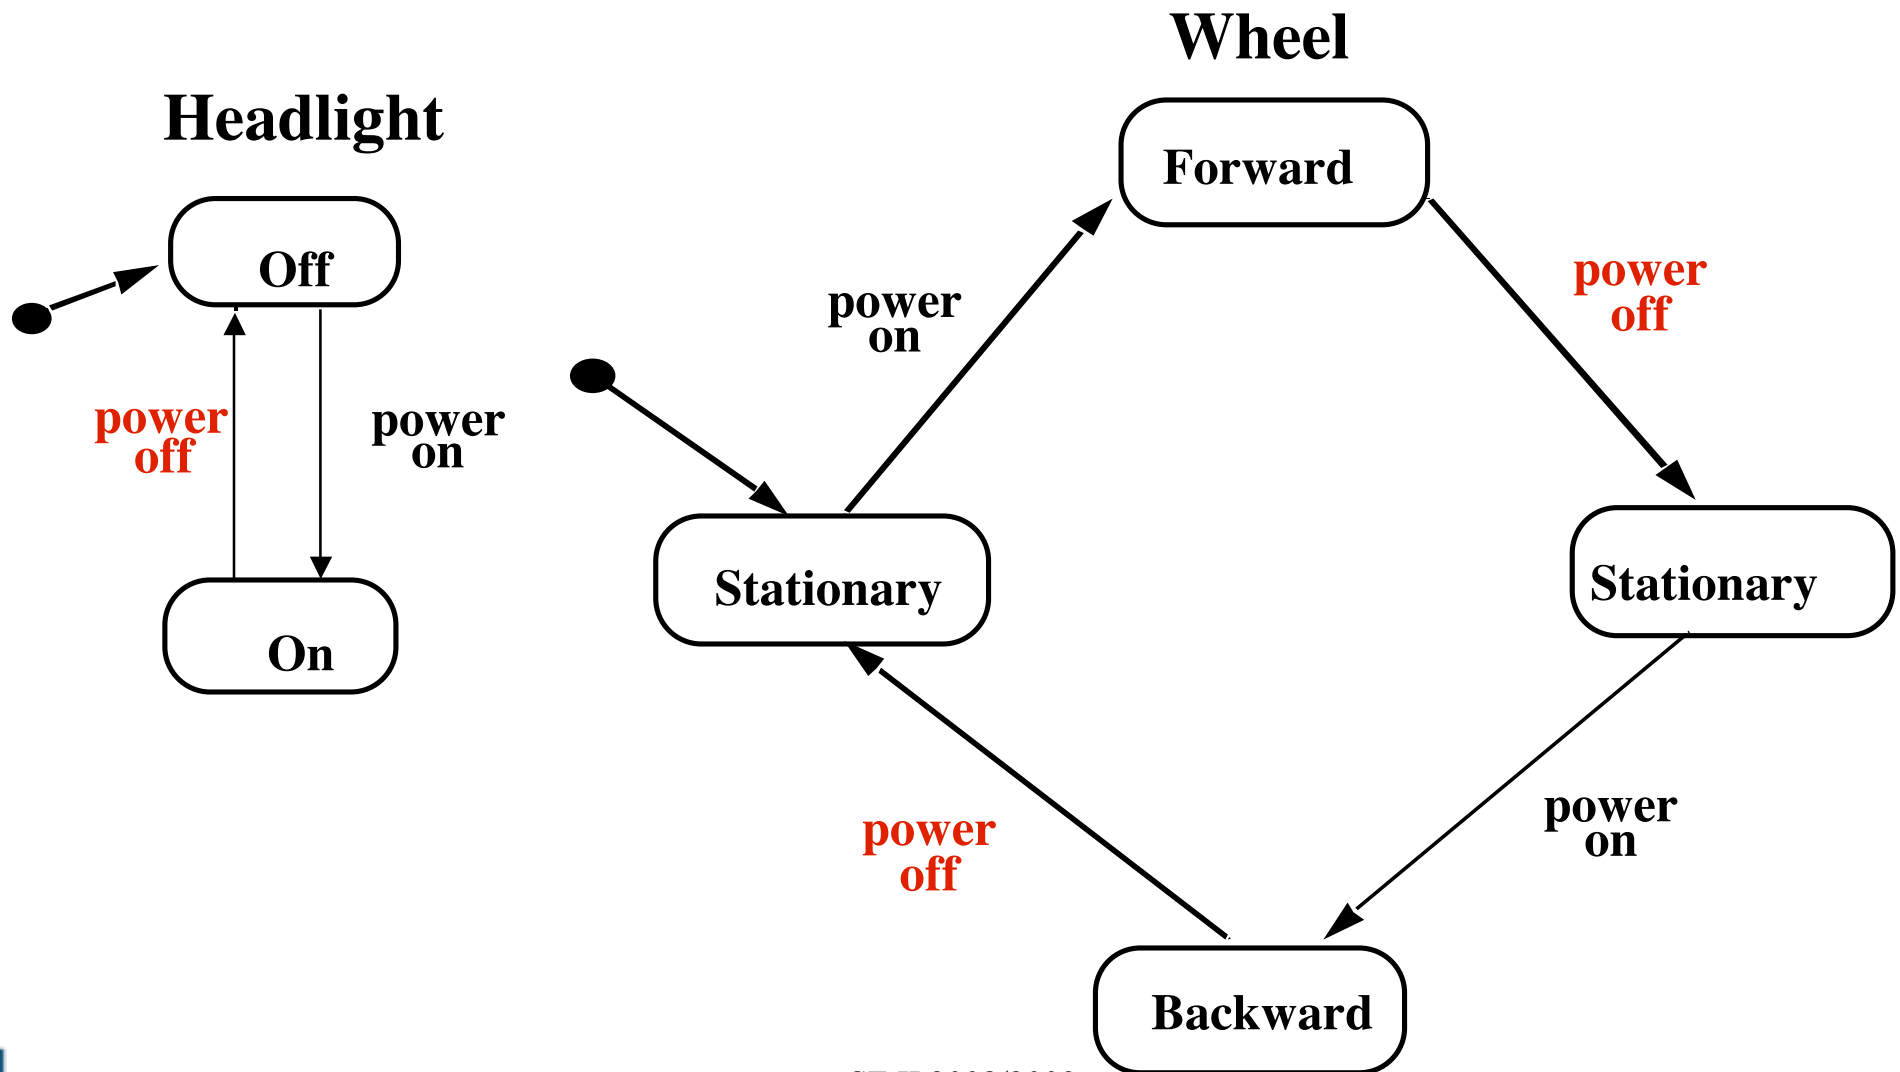 Wheel
Headlight
Forward
Off
power
off
power
on
power
off
power
on
Stationary
Stationary
On
power
on
power
off
Backward